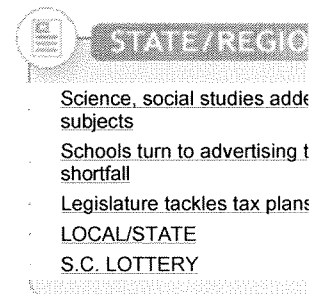 STATE/REGIO
Science, social studies adde
subjects
Schools turn to advertising t
shortfall
Legislature tackles tax plans
LOCAL/STATE
S.C. LOTTERY